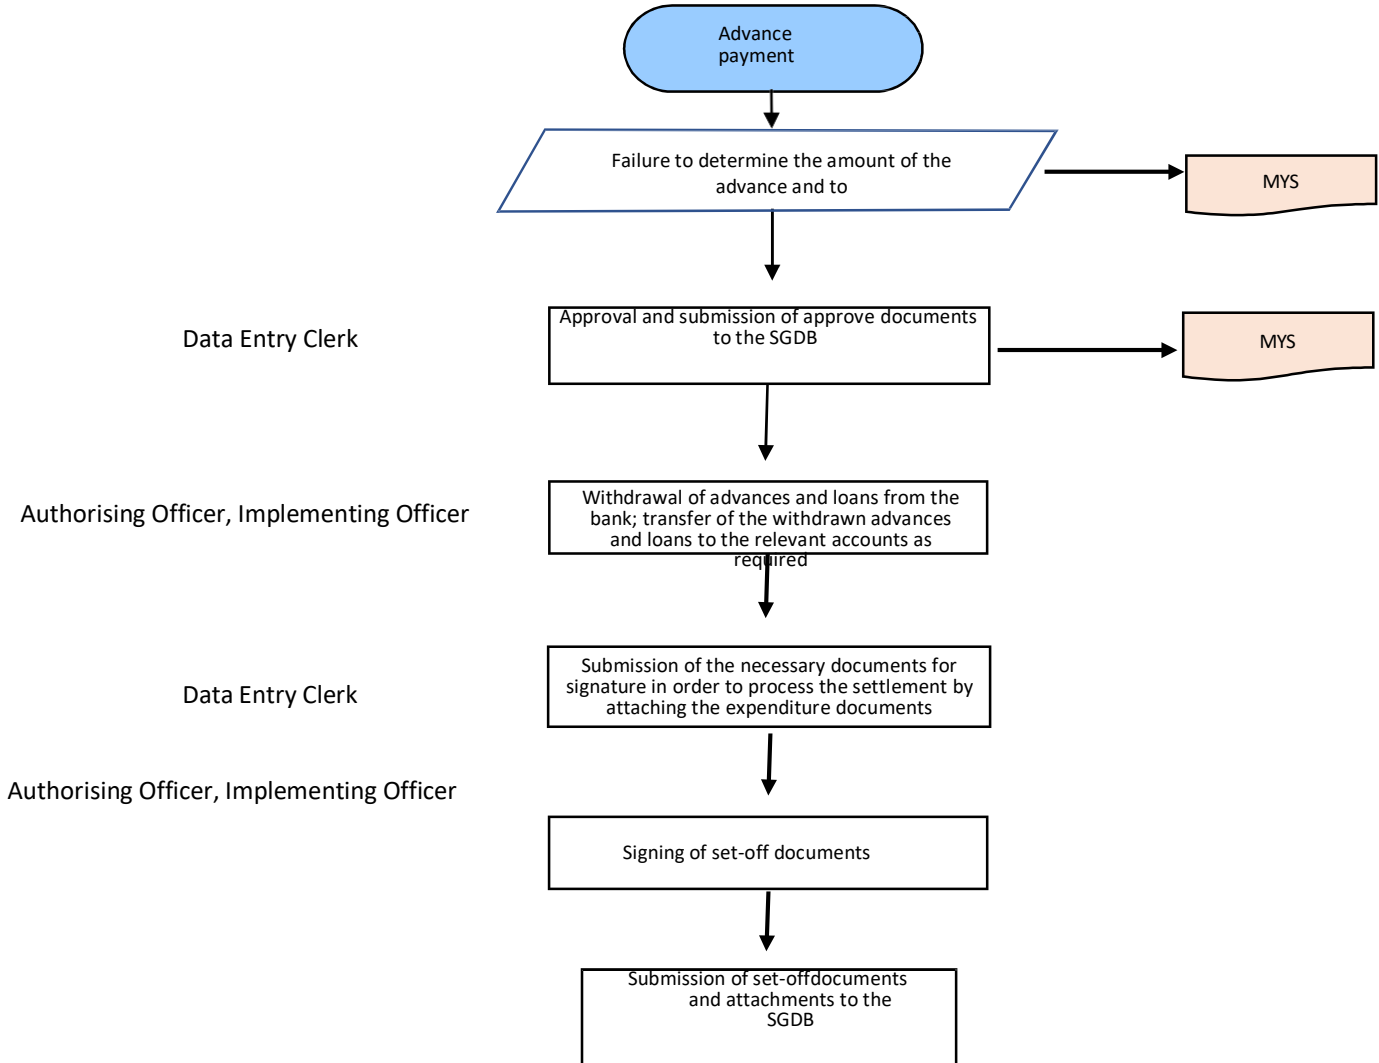 Advance
payment
Failure to determine the amount of the
advance and to
MYS
Data Entry Clerk
Approval and submission of approve documents
to the SGDB
MYS
Authorising Officer, Implementing Officer
Withdrawal of advances and loans from the
bank; transfer of the withdrawn advances
and loans to the relevant accounts as
required
Data Entry Clerk
Submission of the necessary documents for
signature in order to process the settlement by
attaching the expenditure documents
Authorising Officer, Implementing Officer
Signing of set-off documents
Submission of set-offdocuments
and attachments to the
SGDB